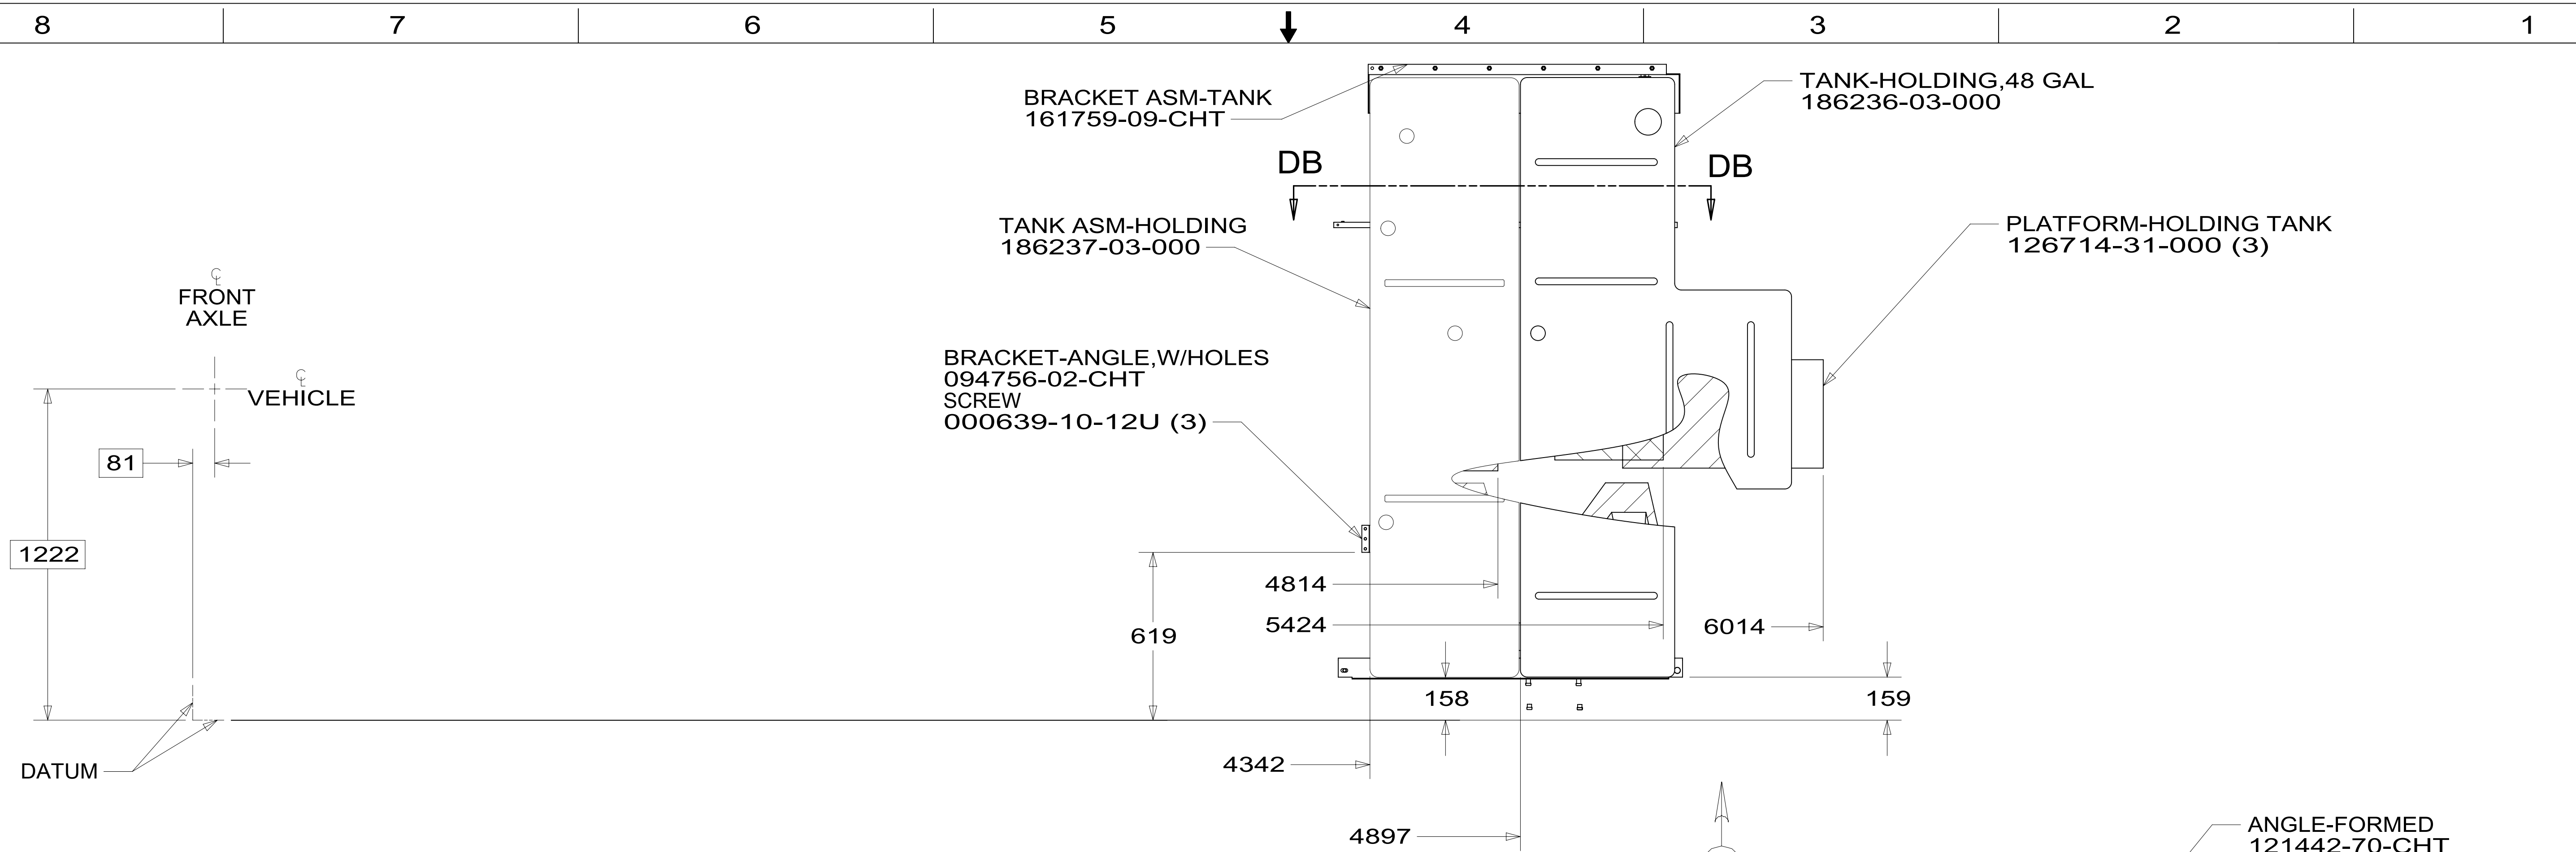 8 7 6 5 4 3 2 1
BRACKET ASM-TANK
161759-09-CHT
TANK-HOLDING,48 GAL
186236-03-000
DB DB
TANK ASM-HOLDING
186237-03-000
PLATFORM-HOLDING TANK
126714-31-000 (3)
℄
FRONT
AXLE
℄
VEHICLE
BRACKET-ANGLE,W/HOLES
094756-02-CHT
SCREW
000639-10-12U (3)
81
1222
4814
619
5424
6014
158
159
DATUM
4342
4897
ANGLE-FORMED
121442-70-CHT